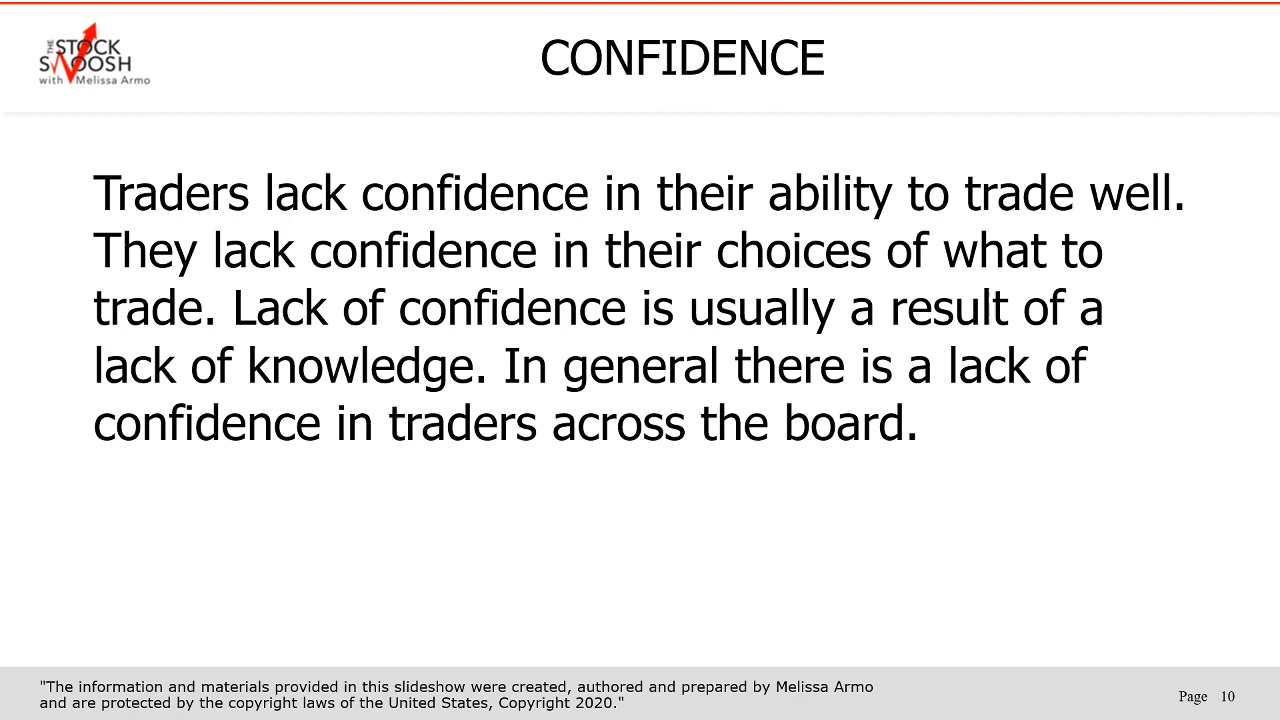 THE STOCK
SWOOSH
with Melissa Armo
CONFIDENCE
Traders lack confidence in their ability to trade well.
They lack confidence in their choices of what to
trade. Lack of confidence is usually a result of a
lack of knowledge. In general there is a lack of
confidence in traders across the board.
"The information and materials provided in this slideshow were created, authored and prepared by Melissa Armo
and are protected by the copyright laws of the United States, Copyright 2020."
Page 10